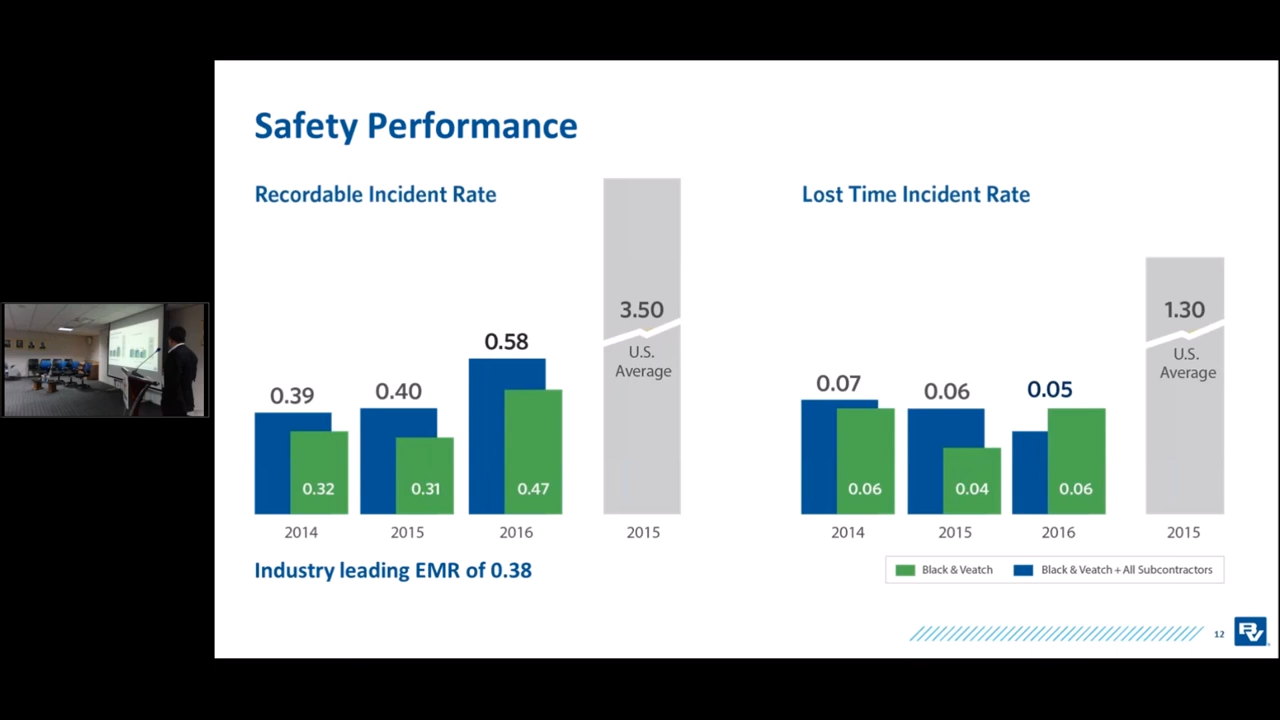 Safety Performance
Recordable Incident Rate
0.39
0.32
2014
0.40
0.31
2015
0.58
0.47
2016
3.50
U.S.
Average
2015
Industry leading EMR of 0.38
Lost Time Incident Rate
0.07
0.06
2014
0.06
0.04
2015
0.05
0.06
2016
1.30
U.S.
Average
2015
Black & Veatch
Black & Veatch + All Subcontractors
12
BV